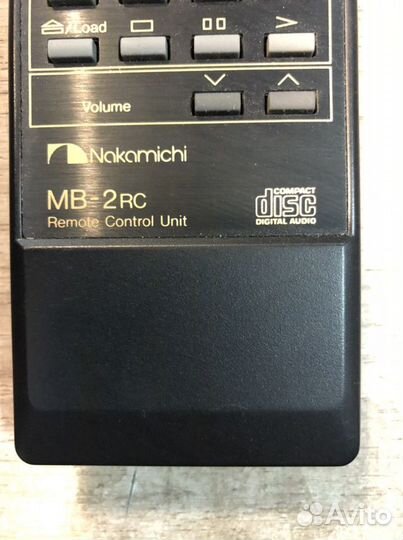 /Load
Volume
Nakamichi
MB-2RC
Remote Control Unit
COMPACT
disc
DIGITAL AUDIO
Avito